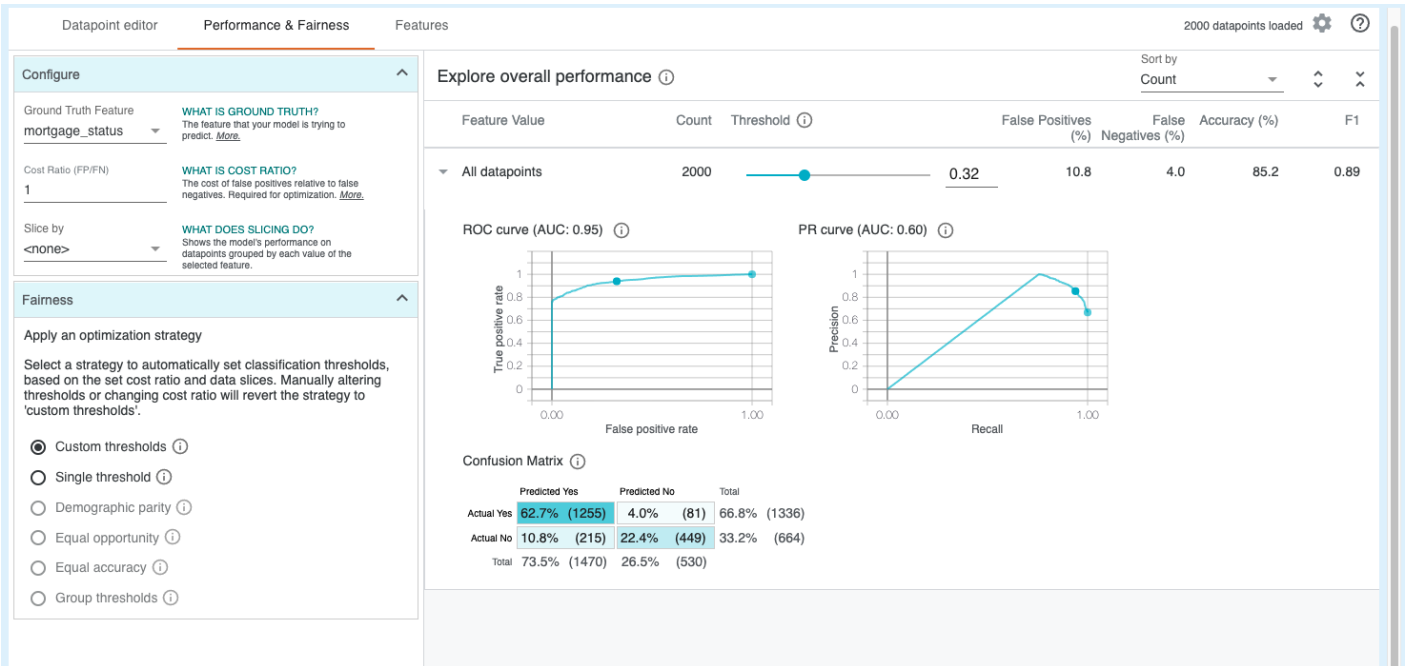 Datapoint editor Performance & Fairness Features 2000 datapoints loaded
Configure
Ground Truth Feature
mortgage_status
WHAT IS GROUND TRUTH?
The feature that your model is trying to
predict. More.
Cost Ratio (FP/FN)
1
WHAT IS COST RATIO?
The cost of false positives relative to false
negatives. Required for optimization. More.
Slice by
<none>
WHAT DOES SLICING DO?
Shows the model's performance on
datapoints grouped by each value of the
selected feature.
Fairness
Apply an optimization strategy
Select a strategy to automatically set classification thresholds,
based on the set cost ratio and data slices. Manually altering
thresholds or changing cost ratio will revert the strategy to
'custom thresholds'.
Custom thresholds
Single threshold
Demographic parity
Equal opportunity
Equal accuracy
Group thresholds
Explore overall performance
Sort by
Count
Feature Value Count Threshold False Positives (%) False Negatives (%) Accuracy (%) F1
All datapoints 2000 0.32 10.8 4.0 85.2 0.89
ROC curve (AUC: 0.95)
True positive rate
1
0.8
0.6
0.4
0.2
0
0.00 1.00
False positive rate
PR curve (AUC: 0.60)
Precision
1
0.8
0.6
0.4
0.2
0
0.00 1.00
Recall
Confusion Matrix
Predicted Yes Predicted No Total
Actual Yes 62.7% (1255) 4.0% (81) 66.8% (1336)
Actual No 10.8% (215) 22.4% (449) 33.2% (664)
Total 73.5% (1470) 26.5% (530)